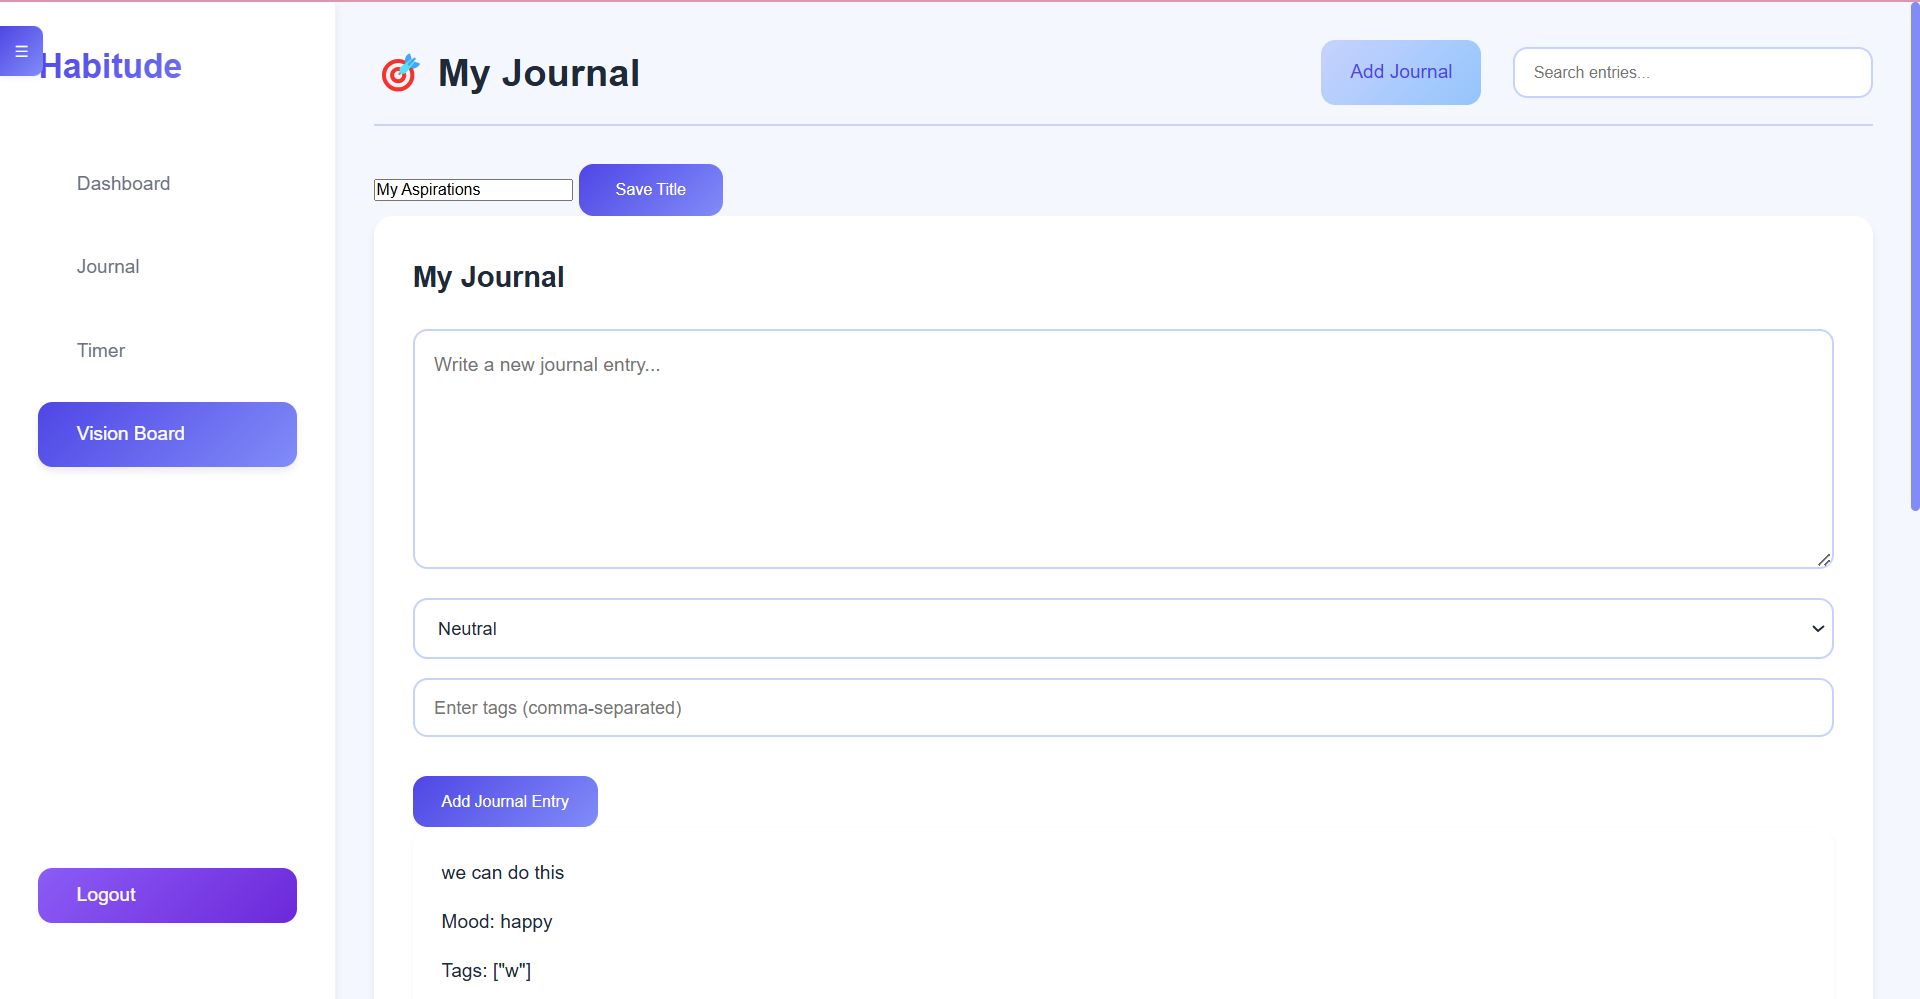 ☰
Habitude
Dashboard
Journal
Timer
Vision Board
Logout
🎯 My Journal
Add Journal
Search entries...
My Aspirations
Save Title
My Journal
Write a new journal entry...
Neutral
Enter tags (comma-separated)
Add Journal Entry
we can do this
Mood: happy
Tags: ["w"]